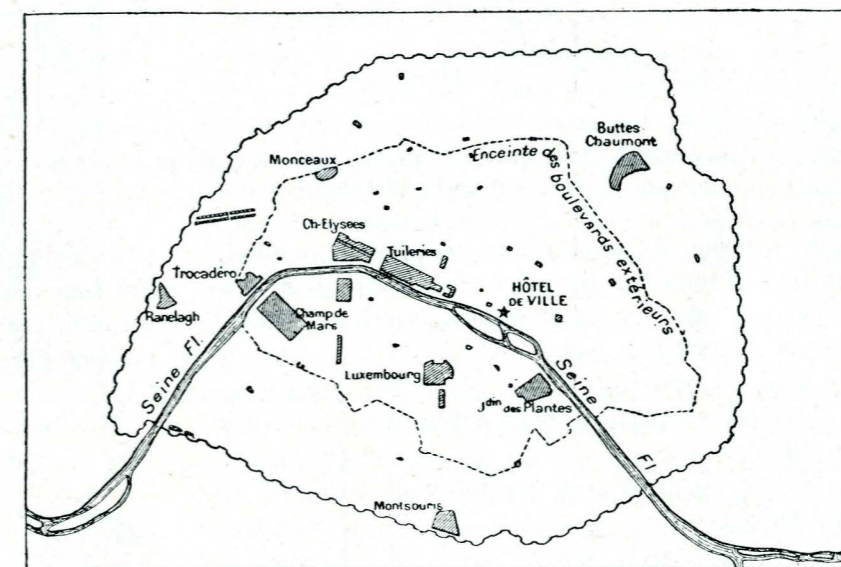 Buttes
Chaumont
Enceinte des boulevards extérieurs
Monceaux
Ch-Elysées
Tuileries
Trocadéro
HÔTEL
DE VILLE
Ranelagh
Champ de
Mars
Seine Fl.
Luxembourg
Seine Fl
Jdin des Plantes
Montsouris